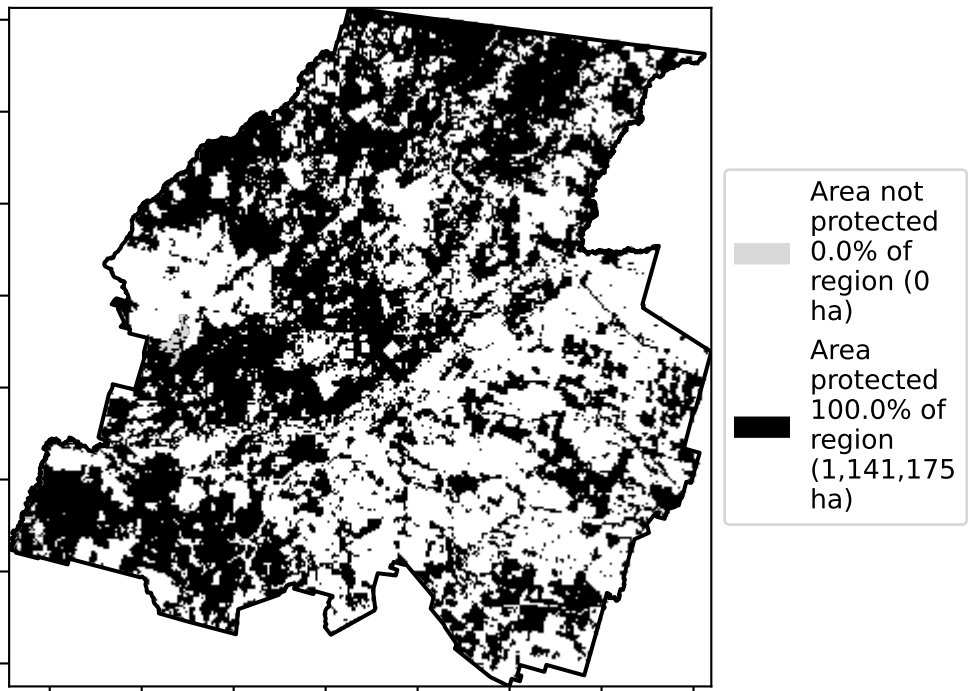 Area not
protected
0.0% of
region (0
ha)
Area
protected
100.0% of
region
(1,141,175
ha)